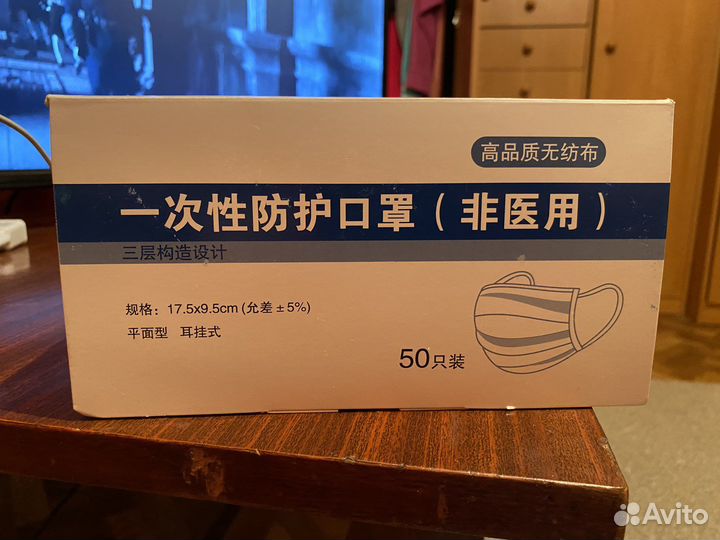 高品质无纺布
一次性防护口罩（非医用）
三层构造设计
规格：17.5x9.5cm (允差±5%)
平面型 耳挂式
50只装
Avito